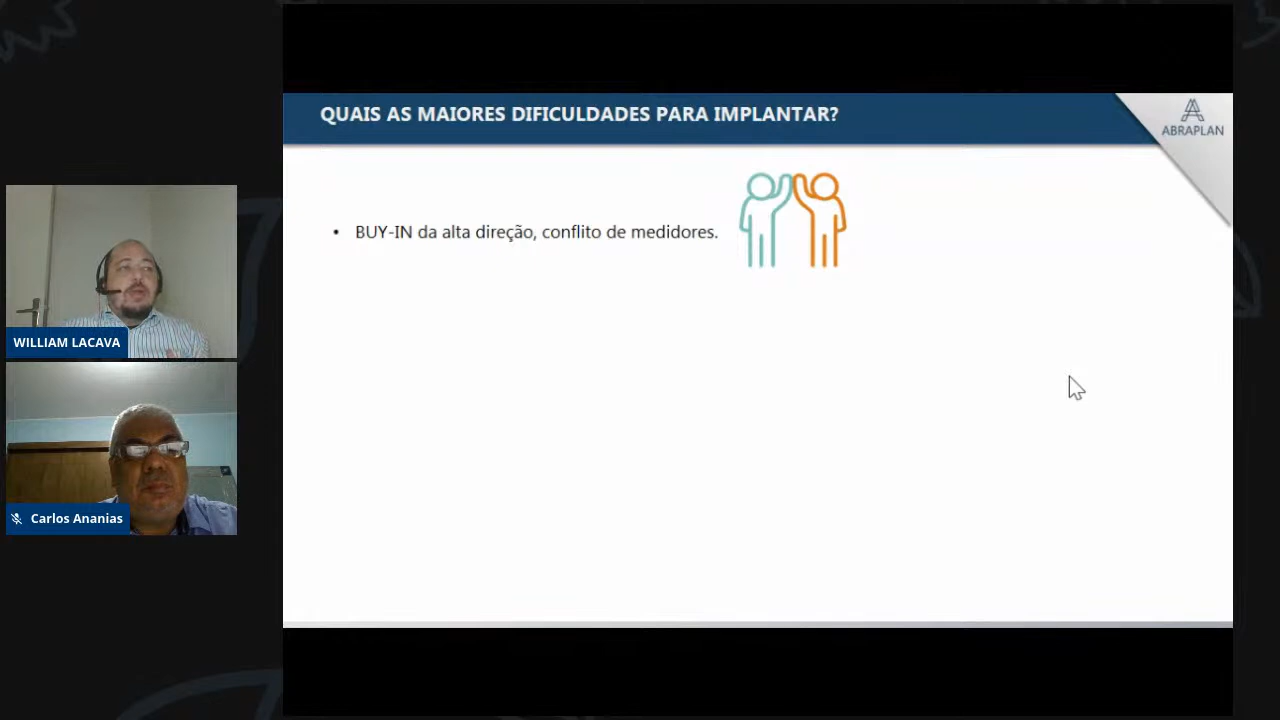 QUAIS AS MAIORES DIFICULDADES PARA IMPLANTAR?
ABRAPLAN
• BUY-IN da alta direção, conflito de medidores.
WILLIAM LACAVA
Carlos Ananias